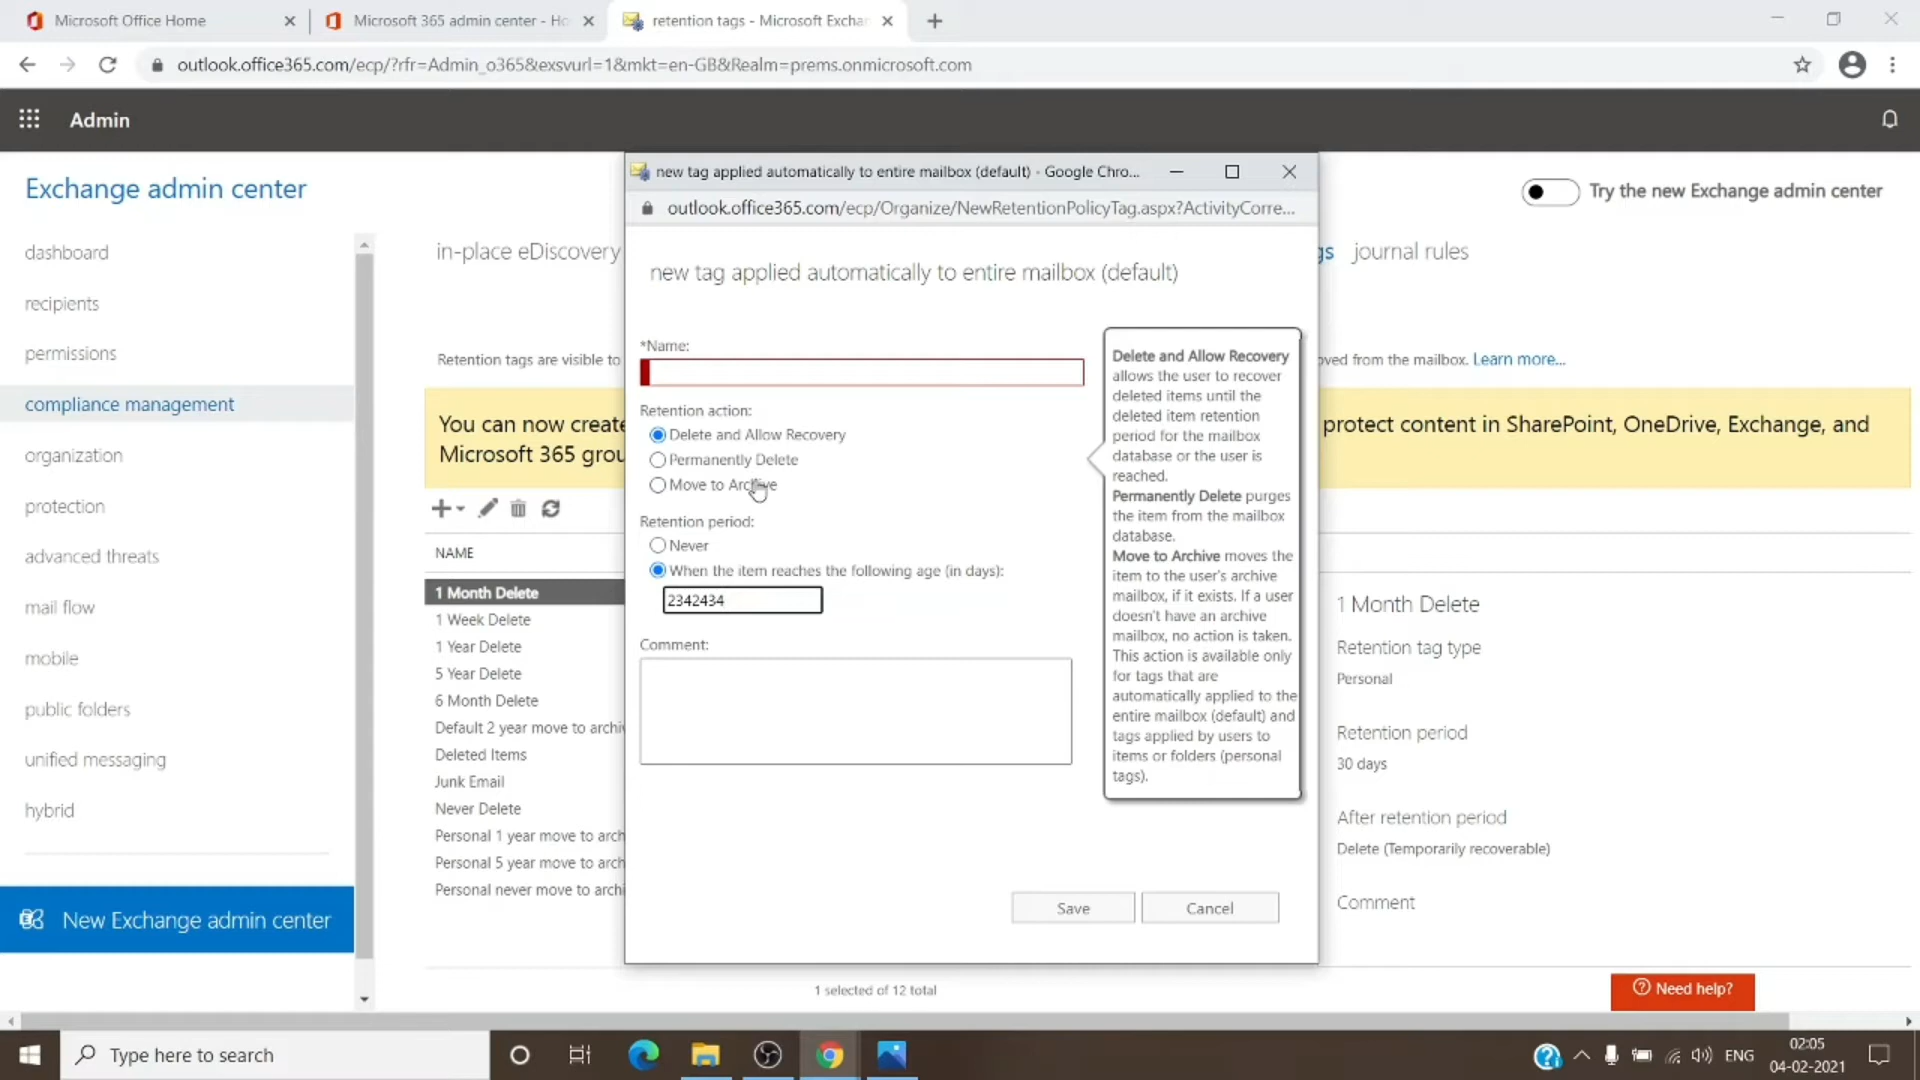 Microsoft Office Home
Microsoft 365 admin center - Ho
retention tags - Microsoft Excha
outlook.office365.com/ecp/?rfr=Admin_o365&exsvurl=1&mkt=en-GB&Realm=prems.onmicrosoft.com
Admin
Exchange admin center
Try the new Exchange admin center
dashboard
recipients
permissions
compliance management
organization
protection
advanced threats
mail flow
mobile
public folders
unified messaging
hybrid
New Exchange admin center
in-place eDiscovery
gs
journal rules
Retention tags are visible to
oved from the mailbox. Learn more...
You can now create
protect content in SharePoint, OneDrive, Exchange, and
Microsoft 365 grou
NAME
1 Month Delete
1 Week Delete
1 Year Delete
5 Year Delete
6 Month Delete
Default 2 year move to archi
Deleted Items
Junk Email
Never Delete
Personal 1 year move to arch
Personal 5 year move to arch
Personal never move to archi
1 selected of 12 total
new tag applied automatically to entire mailbox (default) - Google Chro...
outlook.office365.com/ecp/Organize/NewRetentionPolicyTag.aspx?ActivityCorre...
new tag applied automatically to entire mailbox (default)
*Name:
Retention action:
Delete and Allow Recovery
Permanently Delete
Move to Archive
Retention period:
Never
When the item reaches the following age (in days):
2342434
Comment:
Delete and Allow Recovery
allows the user to recover
deleted items until the
deleted item retention
period for the mailbox
database or the user is
reached.
Permanently Delete purges
the item from the mailbox
database.
Move to Archive moves the
item to the user's archive
mailbox, if it exists. If a user
doesn't have an archive
mailbox, no action is taken.
This action is available only
for tags that are
automatically applied to the
entire mailbox (default) and
tags applied by users to
items or folders (personal
tags).
Save
Cancel
1 Month Delete
Retention tag type
Personal
Retention period
30 days
After retention period
Delete (Temporarily recoverable)
Comment
Need help?
Type here to search
ENG
02:05
04-02-2021